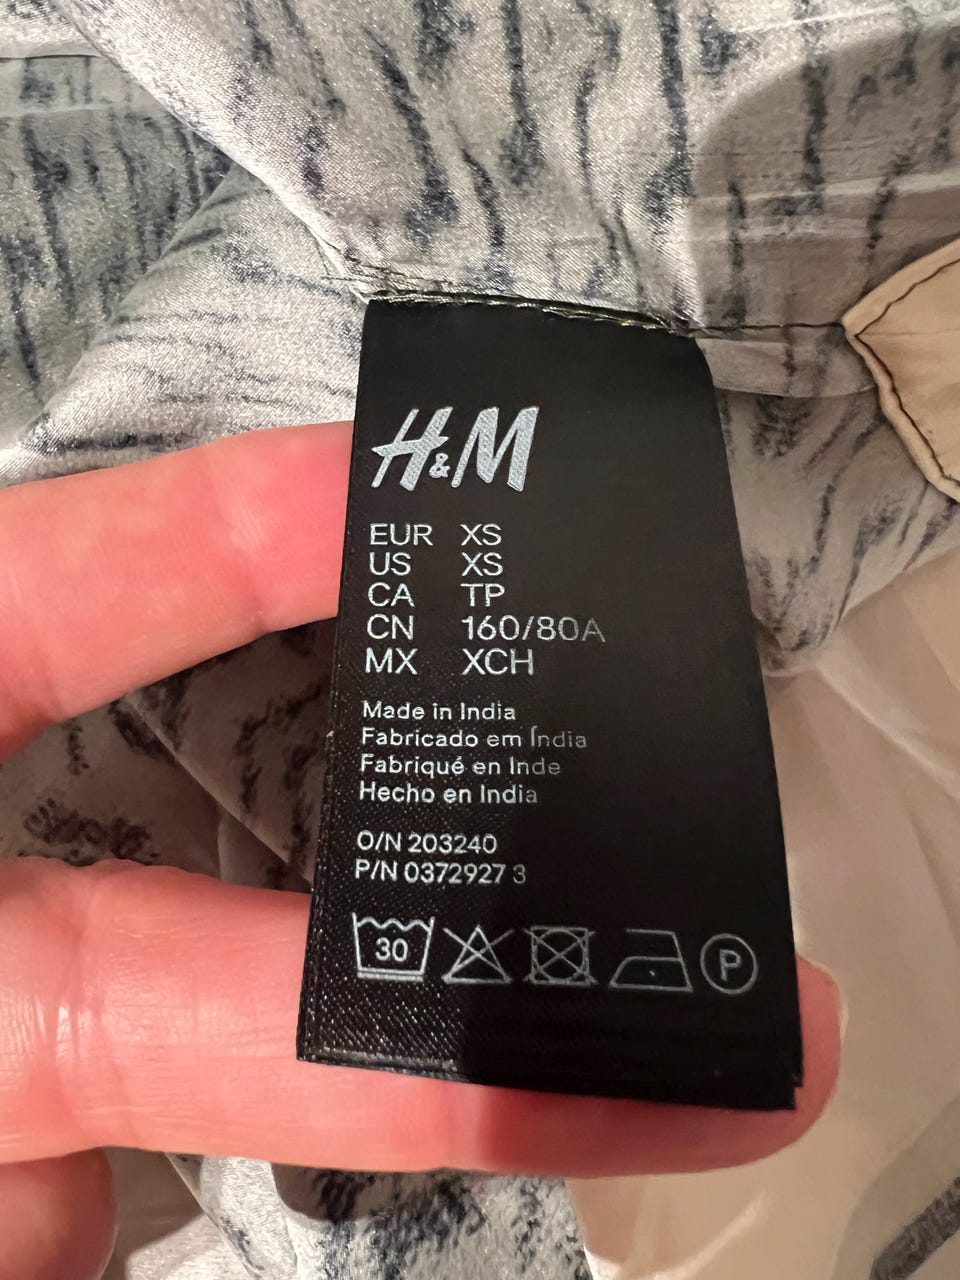 H&M
EUR XS
US XS
CA TP
CN 160/80A
MX XCH
Made in India
Fabricado em Índia
Fabriqué en Inde
Hecho en India
O/N 203240
P/N 0372927 3
30 P